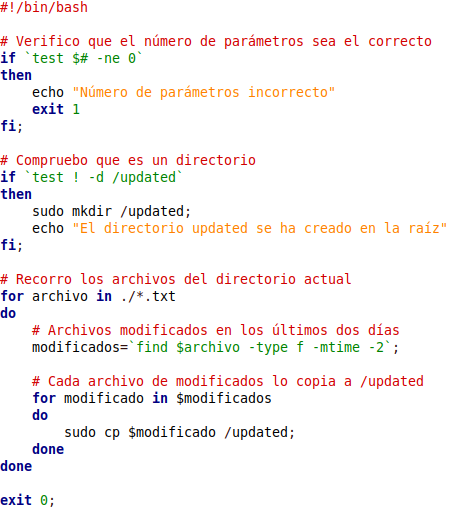 #!/bin/bash

# Verifico que el número de parámetros sea el correcto
if `test $# -ne 0`
then
    echo "Número de parámetros incorrecto"
    exit 1
fi;

# Compruebo que es un directorio
if `test ! -d /updated`
then
    sudo mkdir /updated;
    echo "El directorio updated se ha creado en la raíz"
fi;

# Recorro los archivos del directorio actual
for archivo in ./*.txt
do
    # Archivos modificados en los últimos dos días
    modificados=`find $archivo -type f -mtime -2`;

    # Cada archivo de modificados lo copia a /updated
    for modificado in $modificados
    do
        sudo cp $modificado /updated;
    done
done

exit 0;